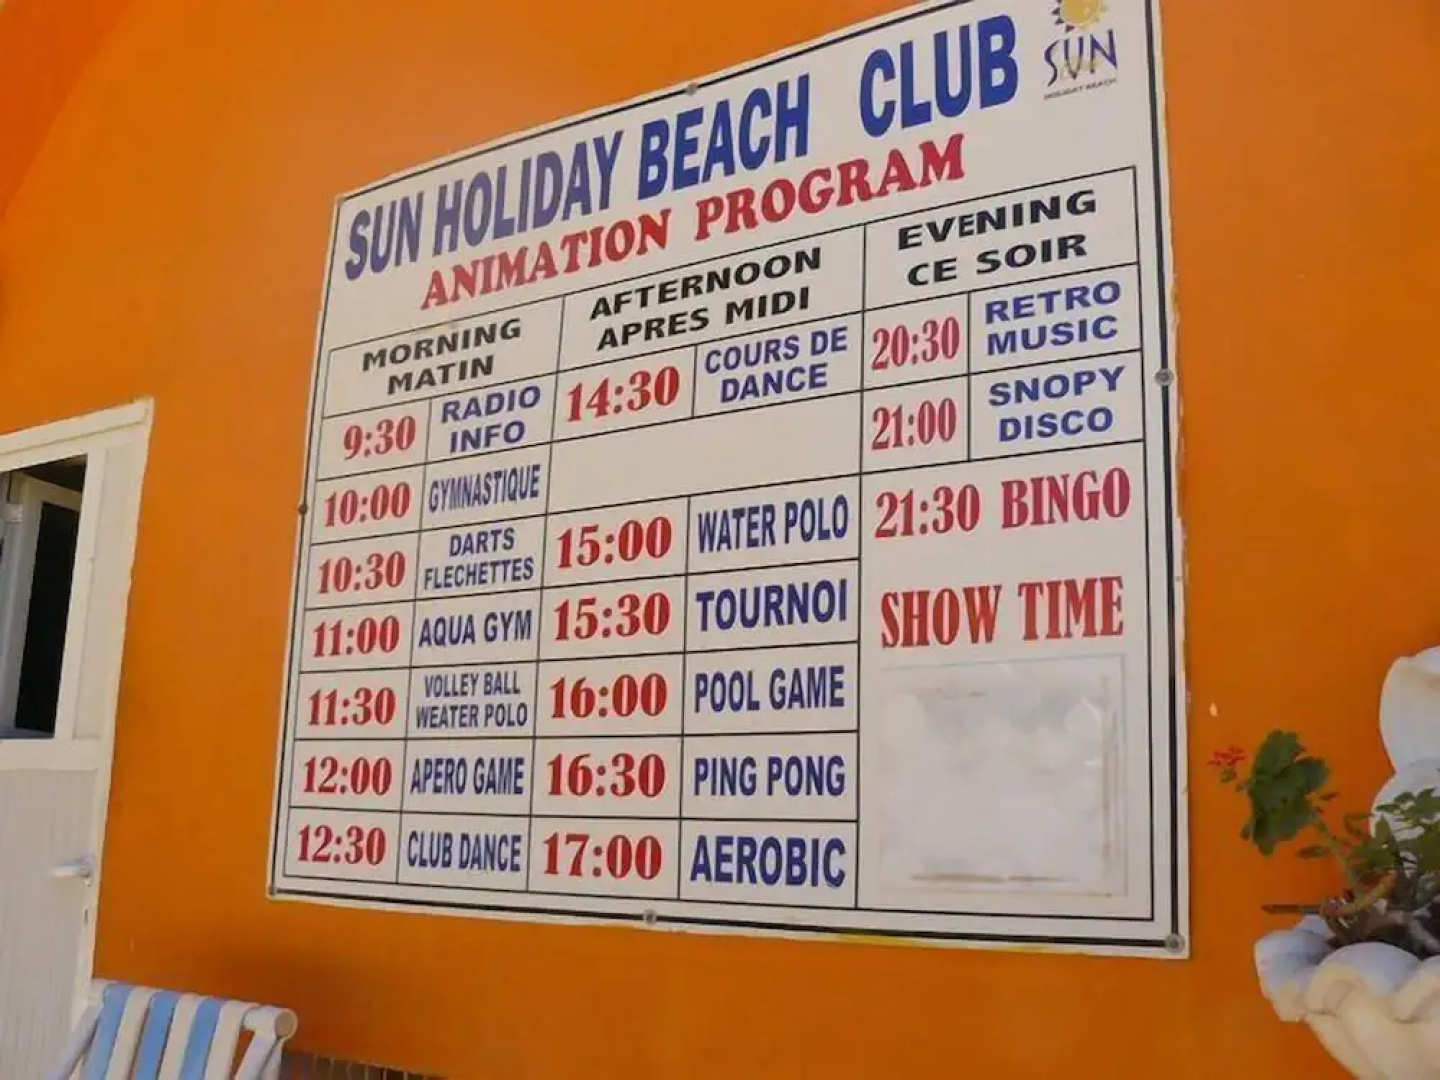 SUN HOLIDAY BEACH CLUB
SUN
HOLIDAY BEACH
ANIMATION PROGRAM
MORNING
MATIN
9:30 RADIO
INFO
10:00 GYMNASTIQUE
10:30 DARTS
FLECHETTES
11:00 AQUA GYM
11:30 VOLLEY BALL
WEATER POLO
12:00 APERO GAME
12:30 CLUB DANCE
AFTERNOON
APRES MIDI
14:30 COURS DE
DANCE
15:00 WATER POLO
15:30 TOURNOI
16:00 POOL GAME
16:30 PING PONG
17:00 AEROBIC
EVENING
CE SOIR
20:30 RETRO
MUSIC
21:00 SNOPY
DISCO
21:30 BINGO
SHOW TIME